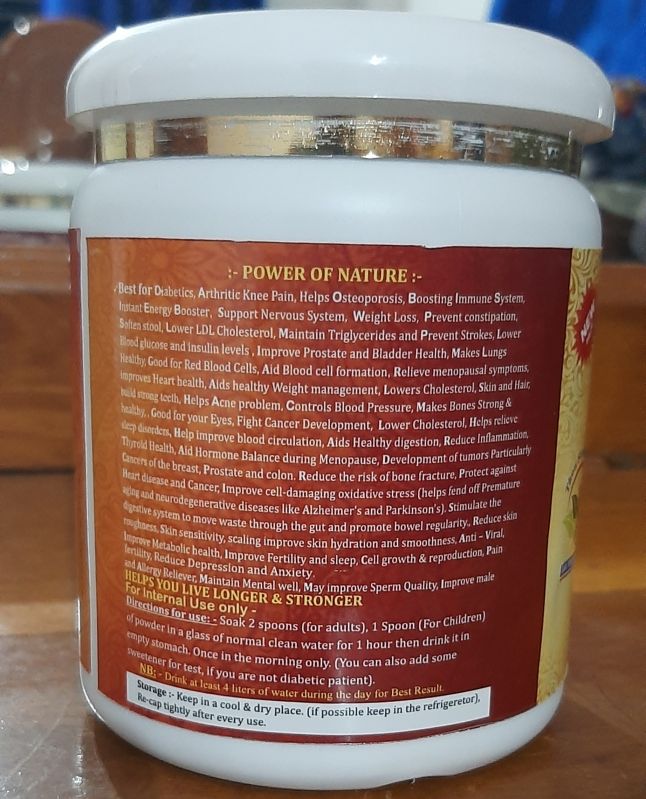 :- POWER OF NATURE :-
Best for Diabetics, Arthritic Knee Pain, Helps Osteoporosis, Boosting Immune System,
Instant Energy Booster, Support Nervous System, Weight Loss, Prevent constipation,
Soften stool, Lower LDL Cholesterol, Maintain Triglycerides and Prevent Strokes, Lower
Blood glucose and insulin levels , Improve Prostate and Bladder Health, Makes Lungs
Healthy, Good for Red Blood Cells, Aid Blood cell formation, Relieve menopausal symptoms,
improves Heart health, Aids healthy Weight management, Lowers Cholesterol, Skin and Hair,
build strong teeth, Helps Acne problem, Controls Blood Pressure, Makes Bones Strong &
healthy, . Good for your Eyes, Fight Cancer Development, Lower Cholesterol, Helps relieve
sleep disorders, Help improve blood circulation, Aids Healthy digestion, Reduce Inflammation,
Thyroid Health, Aid Hormone Balance during Menopause, Development of tumors Particularly
Cancers of the breast, Prostate and colon. Reduce the risk of bone fracture, Protect against
Heart disease and Cancer, Improve cell-damaging oxidative stress (helps fend off Premature
aging and neurodegenerative diseases like Alzheimer's and Parkinson's). Stimulate the
digestive system to move waste through the gut and promote bowel regularity., Reduce skin
roughness, Skin sensitivity, scaling improve skin hydration and smoothness, Anti – Viral,
Improve Metabolic health, Improve Fertility and sleep, Cell growth & reproduction, Pain
and Allergy Reliever, Maintain Mental well, May improve Sperm Quality, Improve male
fertility, Reduce Depression and Anxiety.
HELPS YOU LIVE LONGER & STRONGER
For Internal Use only -
Directions for use: - Soak 2 spoons (for adults), 1 Spoon (For Children)
of powder in a glass of normal clean water for 1 hour then drink it in
empty stomach. Once in the morning only. (You can also add some
sweetener for test, if you are not diabetic patient).
NB: - Drink at least 4 liters of water during the day for Best Result.
Storage :- Keep in a cool & dry place. (if possible keep in the refrigeretor),
Re-cap tightly after every use.